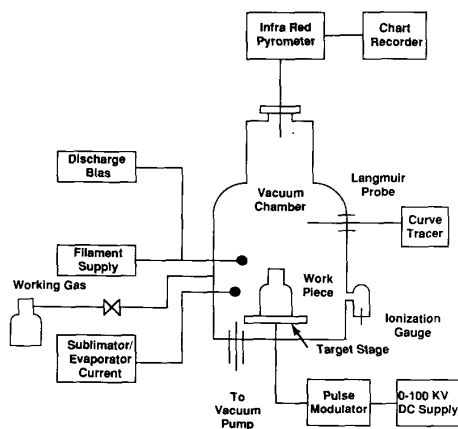 Infra Red
Pyrometer
Chart
Recorder
Discharge
Bias
Vacuum
Chamber
Langmuir
Probe
Curve
Tracer
Filament
Supply
Working Gas
Work
Piece
Ionization
Gauge
Sublimator/
Evaporator
Current
Target Stage
To
Vacuum
Pump
Pulse
Modulator
0-100 KV
DC Supply